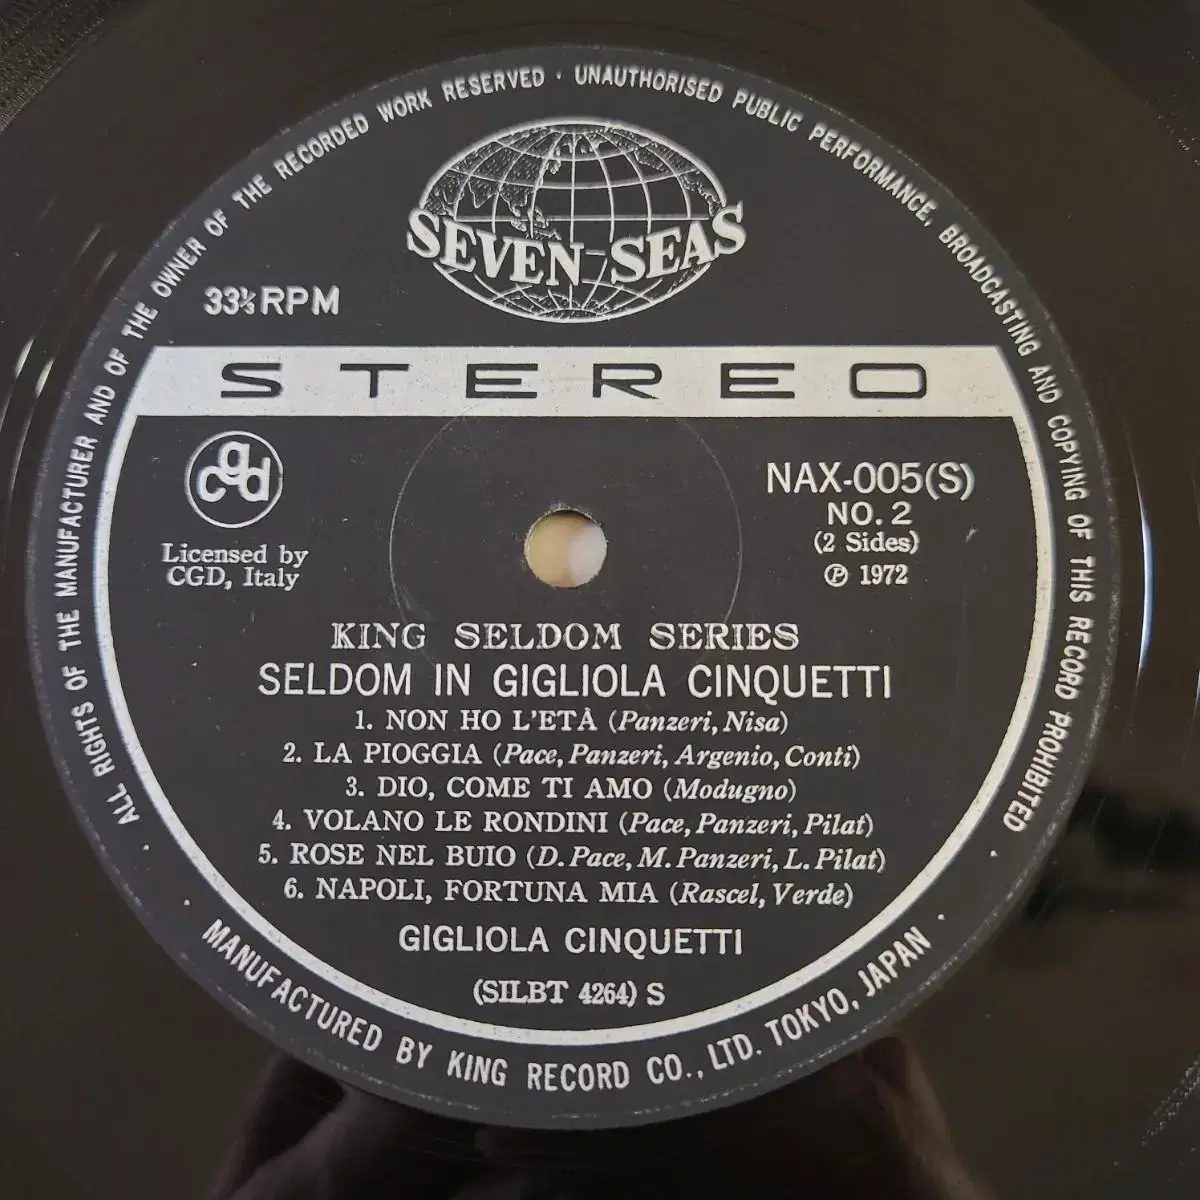 ALL RIGHTS OF THE MANUFACTURER AND OF THE OWNER OF THE RECORDED WORK RESERVED · UNAUTHORISED PUBLIC PERFORMANCE, BROADCASTING AND COPYING OF THIS RECORD PROHIBITED
SEVEN SEAS
33⅓ RPM
STEREO
cgd
Licensed by
CGD, Italy
NAX-005(S)
NO. 2
(2 Sides)
℗ 1972
KING SELDOM SERIES
SELDOM IN GIGLIOLA CINQUETTI
1. NON HO L'ETÀ (Panzeri, Nisa)
2. LA PIOGGIA (Pace, Panzeri, Argenio, Conti)
3. DIO, COME TI AMO (Modugno)
4. VOLANO LE RONDINI (Pace, Panzeri, Pilat)
5. ROSE NEL BUIO (D. Pace, M. Panzeri, L. Pilat)
6. NAPOLI, FORTUNA MIA (Rascel, Verde)
GIGLIOLA CINQUETTI
(SILBT 4264) S
· MANUFACTURED BY KING RECORD CO., LTD. TOKYO, JAPAN ·